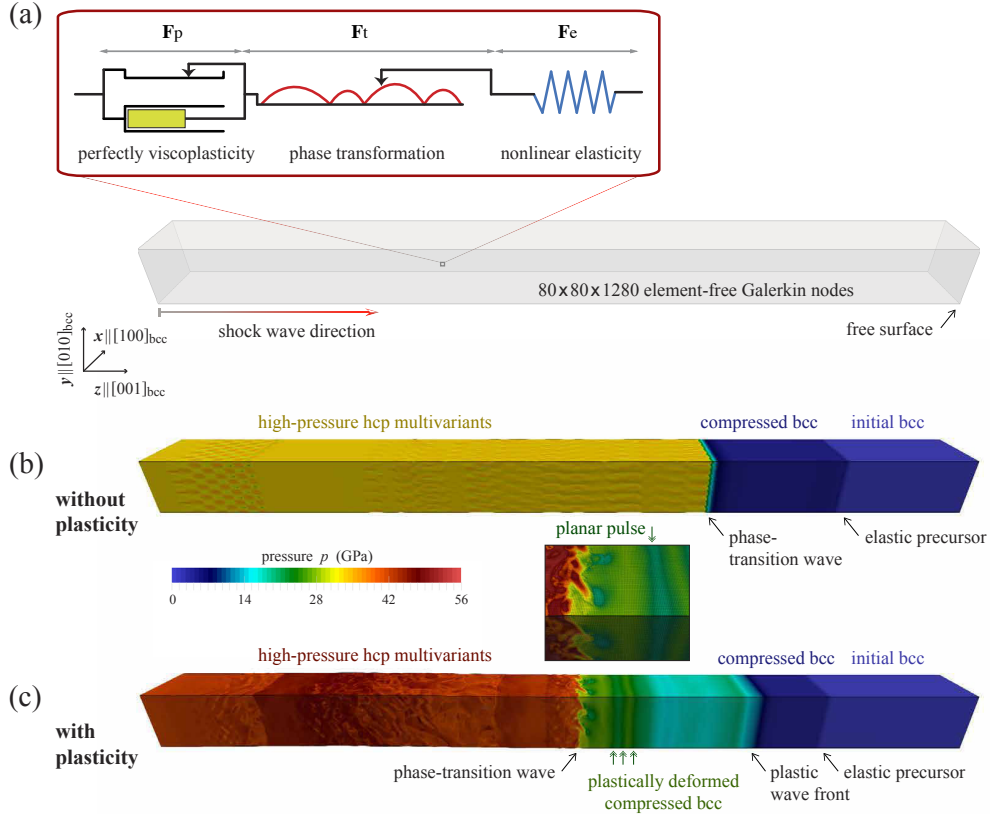 (a)
Fp Ft Fe
perfectly viscoplasticity phase transformation nonlinear elasticity
80×80×1280 element-free Galerkin nodes
shock wave direction
free surface
y||[010]bcc
x||[100]bcc
z||[001]bcc
high-pressure hcp multivariants compressed bcc initial bcc
(b)
without
plasticity
planar pulse
phase-
transition wave
elastic precursor
pressure p (GPa)
0 14 28 42 56
high-pressure hcp multivariants compressed bcc initial bcc
(c)
with
plasticity
phase-transition wave
plastically deformed
compressed bcc
plastic
wave front
elastic precursor